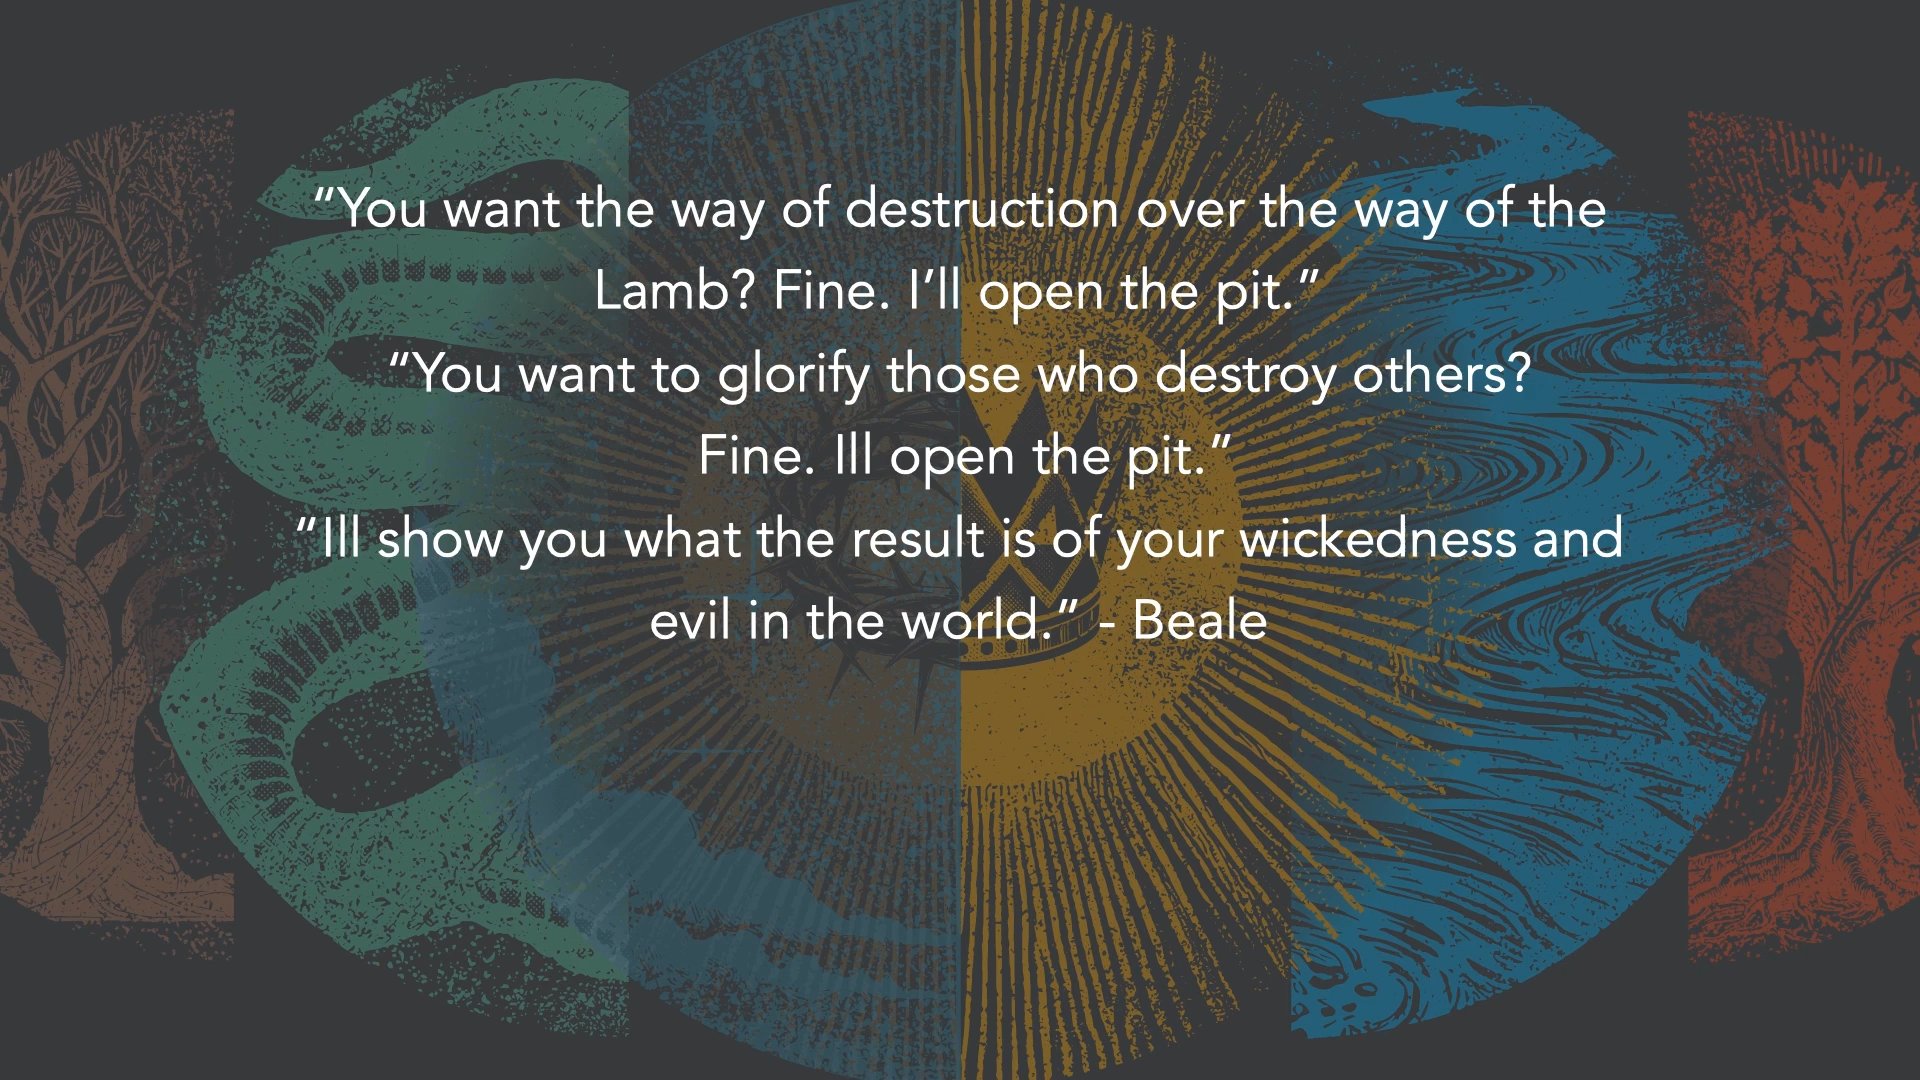 “You want the way of destruction over the way of the
Lamb? Fine. I’ll open the pit.”
“You want to glorify those who destroy others?
Fine. Ill open the pit.”
“Ill show you what the result is of your wickedness and
evil in the world.” - Beale